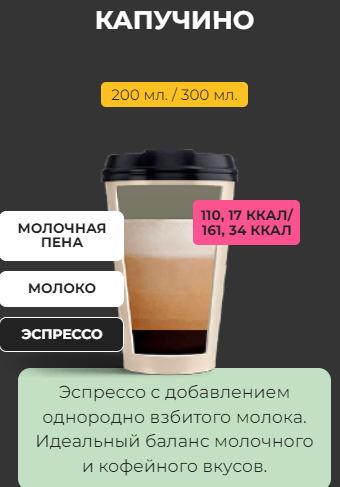 КАПУЧИНО
200 мл. / 300 мл.
110, 17 ККАЛ/
161, 34 ККАЛ
МОЛОЧНАЯ
ПЕНА
МОЛОКО
ЭСПРЕССО
Эспрессо с добавлением
однородно взбитого молока.
Идеальный баланс молочного
и кофейного вкусов.